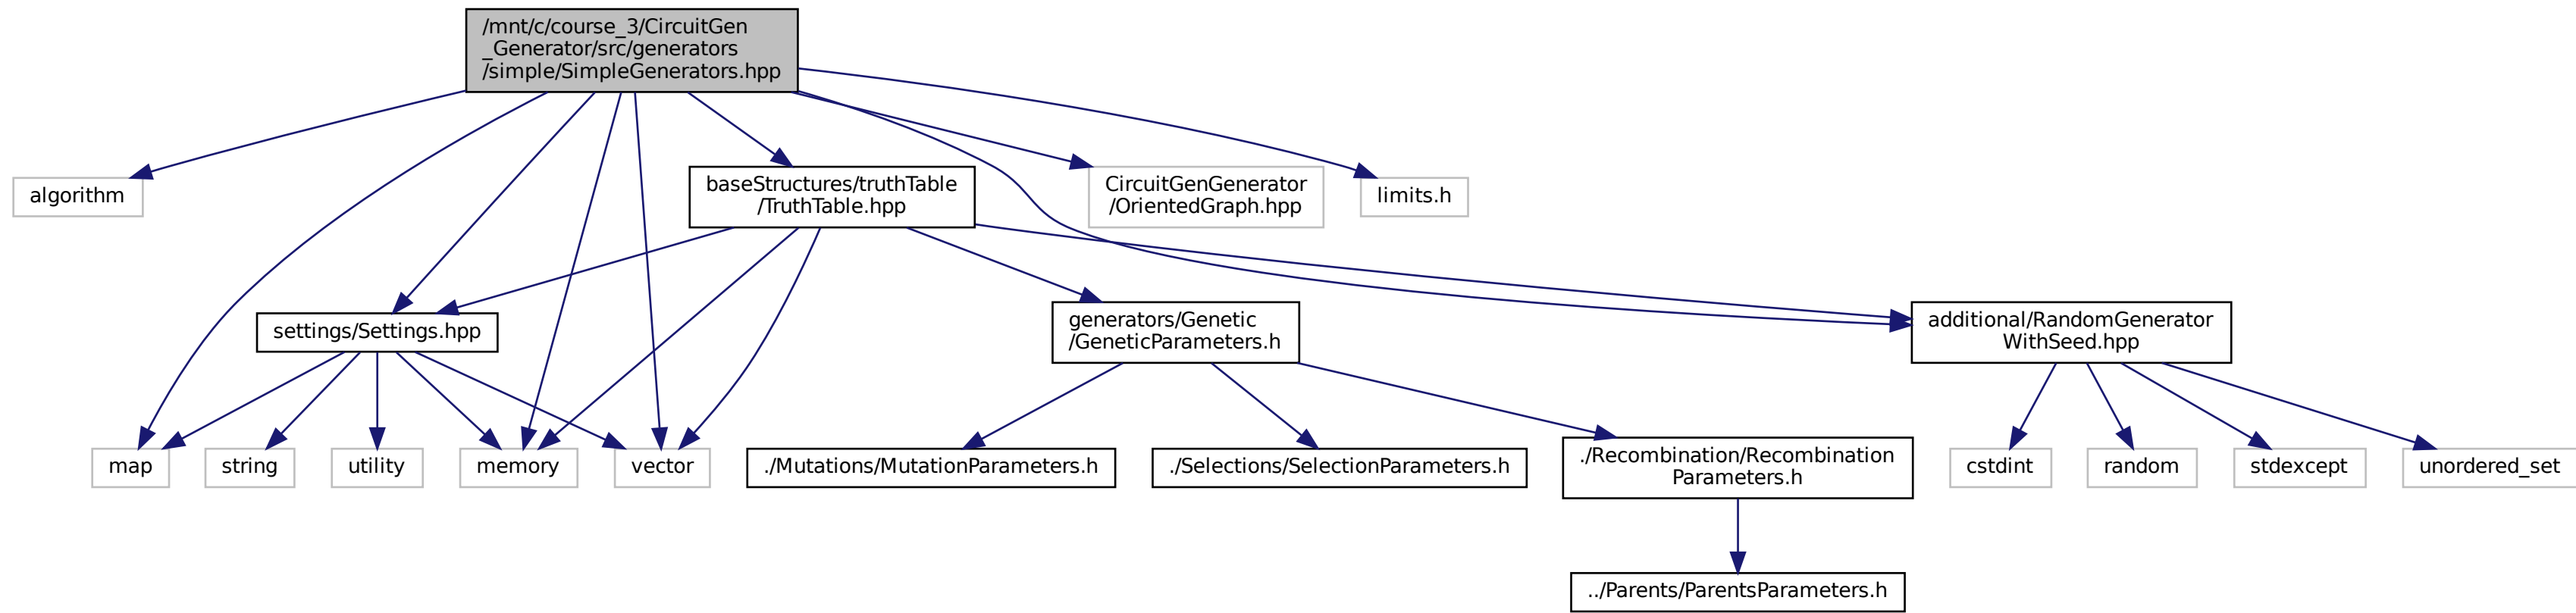 /mnt/c/course_3/CircuitGen
_Generator/src/generators
/simple/SimpleGenerators.hpp
algorithm
baseStructures/truthTable
/TruthTable.hpp
CircuitGenGenerator
/OrientedGraph.hpp
limits.h
settings/Settings.hpp
generators/Genetic
/GeneticParameters.h
additional/RandomGenerator
WithSeed.hpp
map
string
utility
memory
vector
./Mutations/MutationParameters.h
./Selections/SelectionParameters.h
./Recombination/Recombination
Parameters.h
cstdint
random
stdexcept
unordered_set
../Parents/ParentsParameters.h